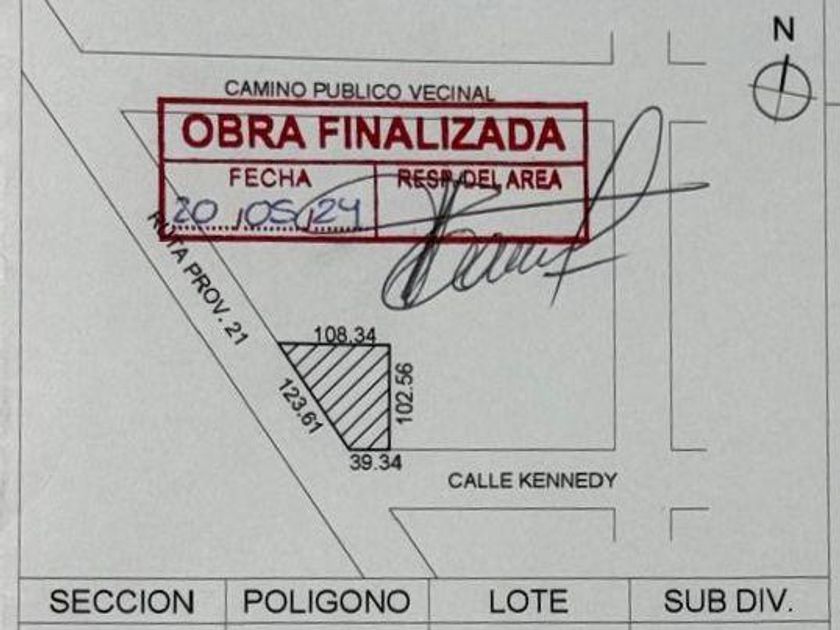 N
CAMINO PUBLICO VECINAL
OBRA FINALIZADA
FECHA
RESP. DEL AREA
20 05 24
RUTA PROV. 21
108.34
102.56
123.61
39.34
CALLE KENNEDY
SECCION
POLIGONO
LOTE
SUB DIV.